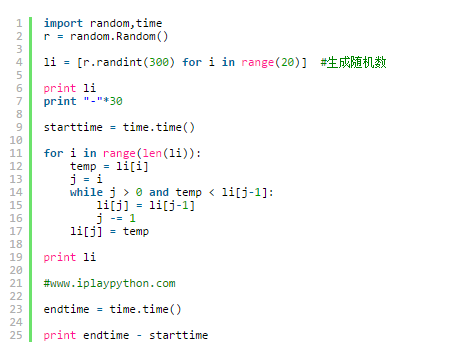 1 import random,time
2 r = random.Random()
3
4 li = [r.randint(300) for i in range(20)]  #生成随机数
5
6 print li
7 print "-"*30
8
9 starttime = time.time()
10
11 for i in range(len(li)):
12     temp = li[i]
13     j = i
14     while j > 0 and temp < li[j-1]:
15         li[j] = li[j-1]
16         j -= 1
17     li[j] = temp
18
19 print li
20
21 #www.iplaypython.com
22
23 endtime = time.time()
24
25 print endtime - starttime